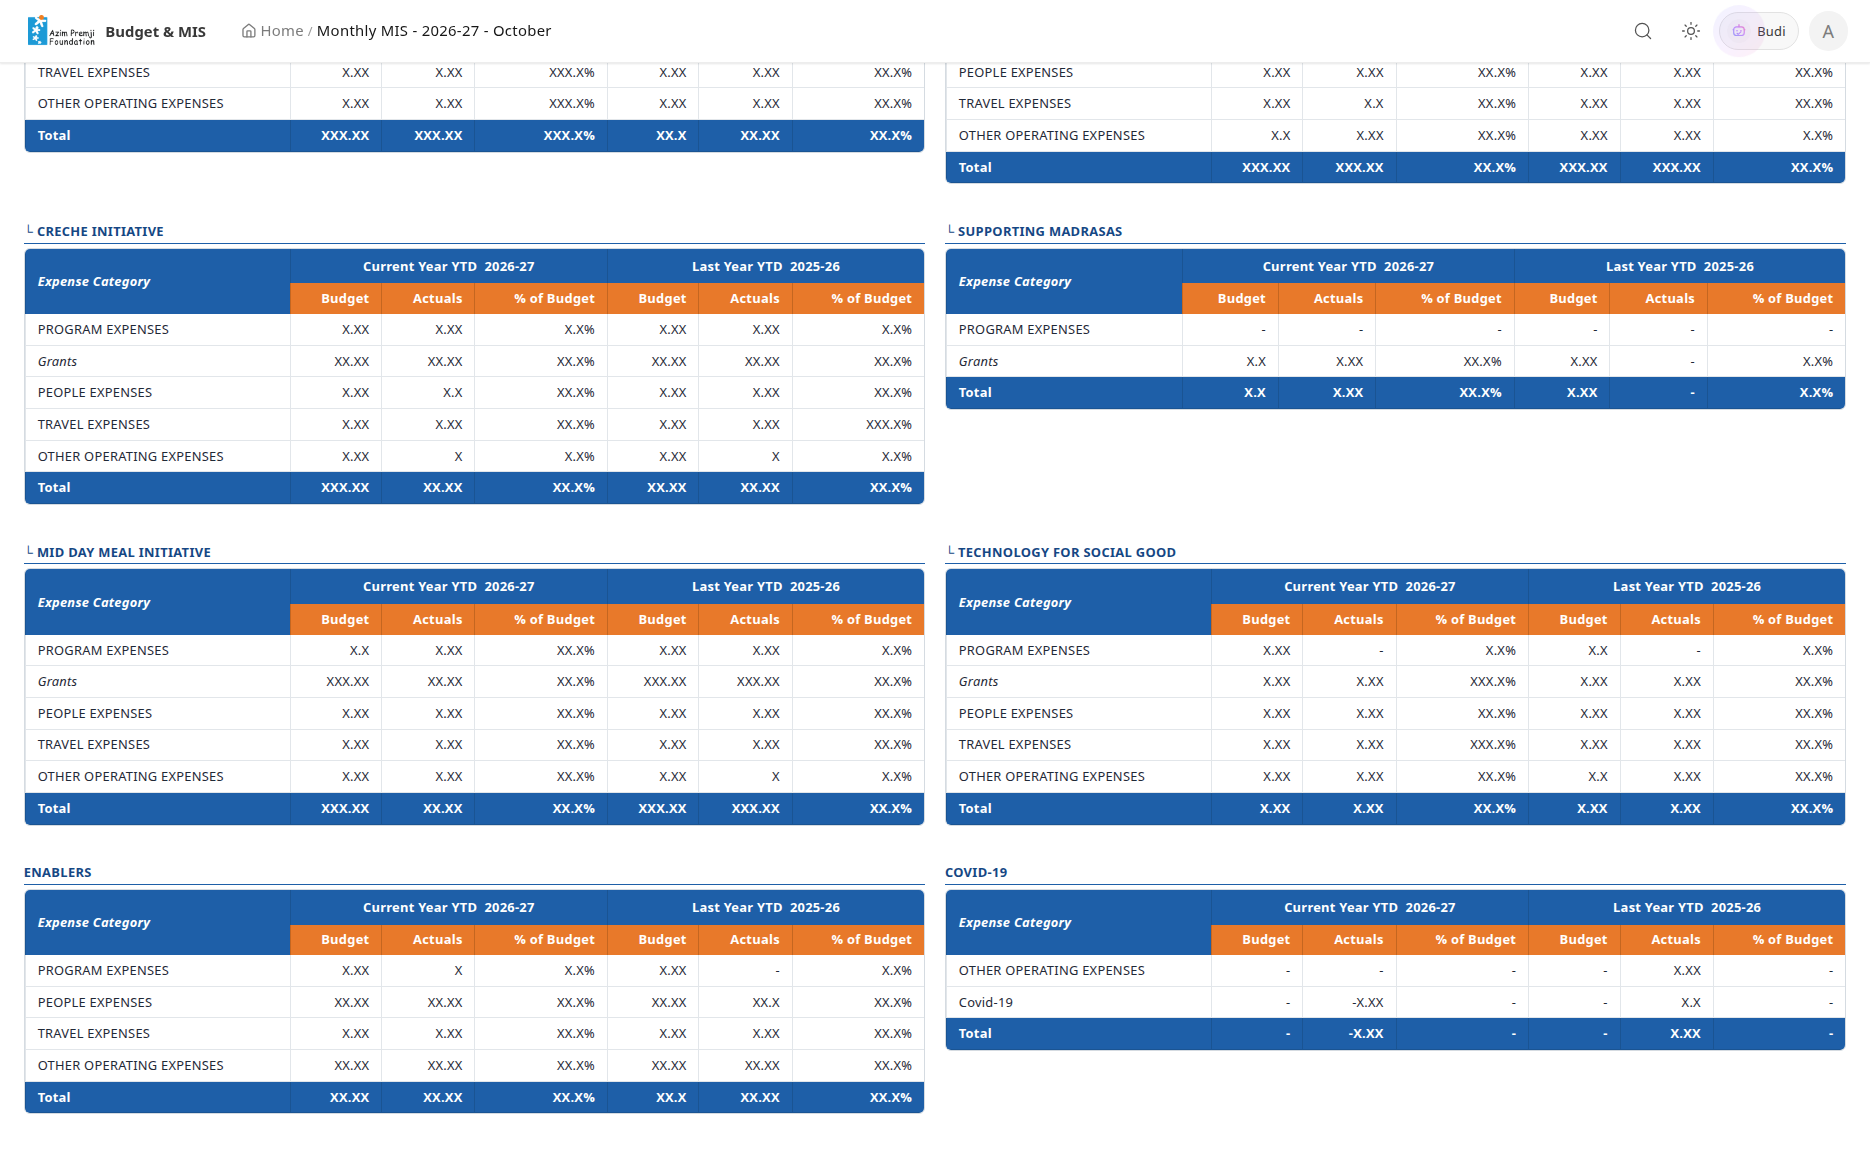 Azim Premji
Foundation
Budget & MIS
Home / Monthly MIS - 2026-27 - October
Budi
A
TRAVEL EXPENSES X.XX X.XX XXX.X% X.XX X.XX XX.X%
OTHER OPERATING EXPENSES X.XX X.XX XXX.X% X.XX X.XX XX.X%
Total XXX.XX XXX.XX XXX.X% XX.X XX.XX XX.X%
PEOPLE EXPENSES X.XX X.XX XX.X% X.XX X.XX XX.X%
TRAVEL EXPENSES X.XX X.X XX.X% X.XX X.XX XX.X%
OTHER OPERATING EXPENSES X.X X.XX XX.X% X.XX X.XX X.X%
Total XXX.XX XXX.XX XX.X% XXX.XX XXX.XX XX.X%
└ CRECHE INITIATIVE
Expense Category Current Year YTD 2026-27 Last Year YTD 2025-26
Budget Actuals % of Budget Budget Actuals % of Budget
PROGRAM EXPENSES X.XX X.XX X.X% X.XX X.XX X.X%
Grants XX.XX XX.XX XX.X% XX.XX XX.XX XX.X%
PEOPLE EXPENSES X.XX X.X XX.X% X.XX X.XX XX.X%
TRAVEL EXPENSES X.XX X.XX XX.X% X.XX X.XX XXX.X%
OTHER OPERATING EXPENSES X.XX X X.X% X.XX X X.X%
Total XXX.XX XX.XX XX.X% XX.XX XX.XX XX.X%
└ SUPPORTING MADRASAS
Expense Category Current Year YTD 2026-27 Last Year YTD 2025-26
Budget Actuals % of Budget Budget Actuals % of Budget
PROGRAM EXPENSES - - - - - -
Grants X.X X.XX XX.X% X.XX - X.X%
Total X.X X.XX XX.X% X.XX - X.X%
└ MID DAY MEAL INITIATIVE
Expense Category Current Year YTD 2026-27 Last Year YTD 2025-26
Budget Actuals % of Budget Budget Actuals % of Budget
PROGRAM EXPENSES X.X X.XX XX.X% X.XX X.XX X.X%
Grants XXX.XX XX.XX XX.X% XXX.XX XXX.XX XX.X%
PEOPLE EXPENSES X.XX X.XX XX.X% X.XX X.XX XX.X%
TRAVEL EXPENSES X.XX X.XX XX.X% X.XX X.XX XX.X%
OTHER OPERATING EXPENSES X.XX X.XX XX.X% X.XX X X.X%
Total XXX.XX XX.XX XX.X% XXX.XX XXX.XX XX.X%
└ TECHNOLOGY FOR SOCIAL GOOD
Expense Category Current Year YTD 2026-27 Last Year YTD 2025-26
Budget Actuals % of Budget Budget Actuals % of Budget
PROGRAM EXPENSES X.XX - X.X% X.X - X.X%
Grants X.XX X.XX XXX.X% X.XX X.XX XX.X%
PEOPLE EXPENSES X.XX X.XX XX.X% X.XX X.XX XX.X%
TRAVEL EXPENSES X.XX X.XX XXX.X% X.XX X.XX XX.X%
OTHER OPERATING EXPENSES X.XX X.XX XX.X% X.X X.XX XX.X%
Total X.XX X.XX XX.X% X.XX X.XX XX.X%
ENABLERS
Expense Category Current Year YTD 2026-27 Last Year YTD 2025-26
Budget Actuals % of Budget Budget Actuals % of Budget
PROGRAM EXPENSES X.XX X X.X% X.XX - X.X%
PEOPLE EXPENSES XX.XX XX.XX XX.X% XX.XX XX.X XX.X%
TRAVEL EXPENSES X.XX X.XX XX.X% X.XX X.XX XX.X%
OTHER OPERATING EXPENSES XX.XX XX.XX XX.X% XX.XX XX.XX XX.X%
Total XX.XX XX.XX XX.X% XX.X XX.XX XX.X%
COVID-19
Expense Category Current Year YTD 2026-27 Last Year YTD 2025-26
Budget Actuals % of Budget Budget Actuals % of Budget
OTHER OPERATING EXPENSES - - - - X.XX -
Covid-19 - -X.XX - - X.X -
Total - -X.XX - - X.XX -